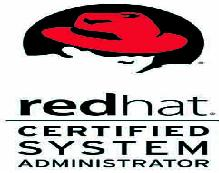 redhat.
CERTIFIED
SYSTEM
ADMINISTRATOR